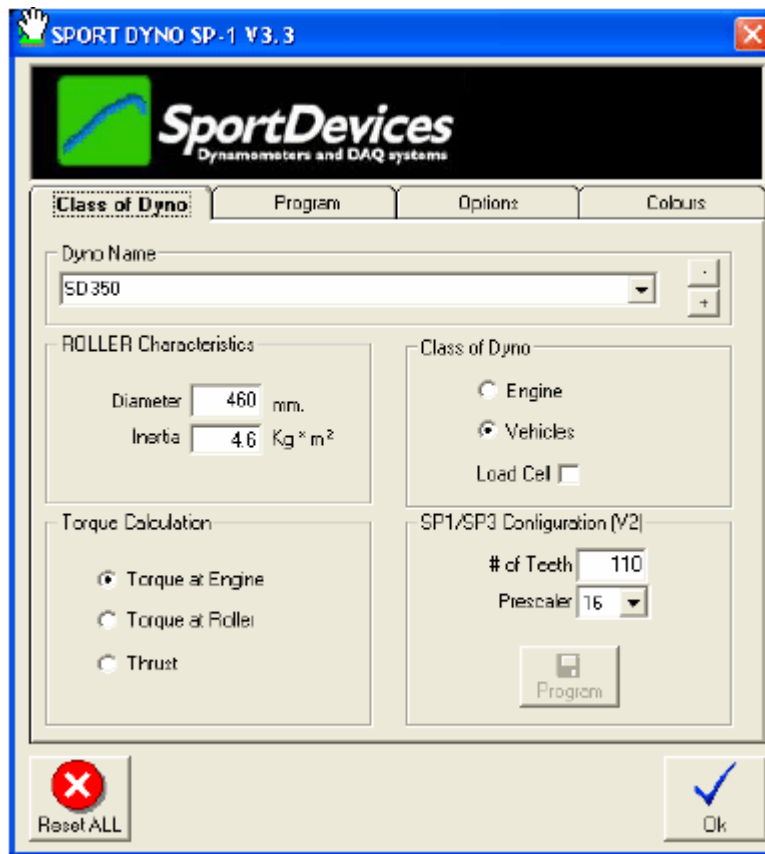 SPORT DYNO SP-1 V3.3
SportDevices
Dynamometers and DAQ systems
Class of Dyno Program Options Colours
Dyno Name
SD350
-
+
ROLLER Characteristics
Diameter 460 mm.
Inertia 4.6 Kg * m²
Class of Dyno
Engine
Vehicles
Load Cell
Torque Calculation
Torque at Engine
Torque at Roller
Thrust
SP1/SP3 Configuration (V2)
# of Teeth 110
Prescaler 16
Program
Reset ALL
Ok